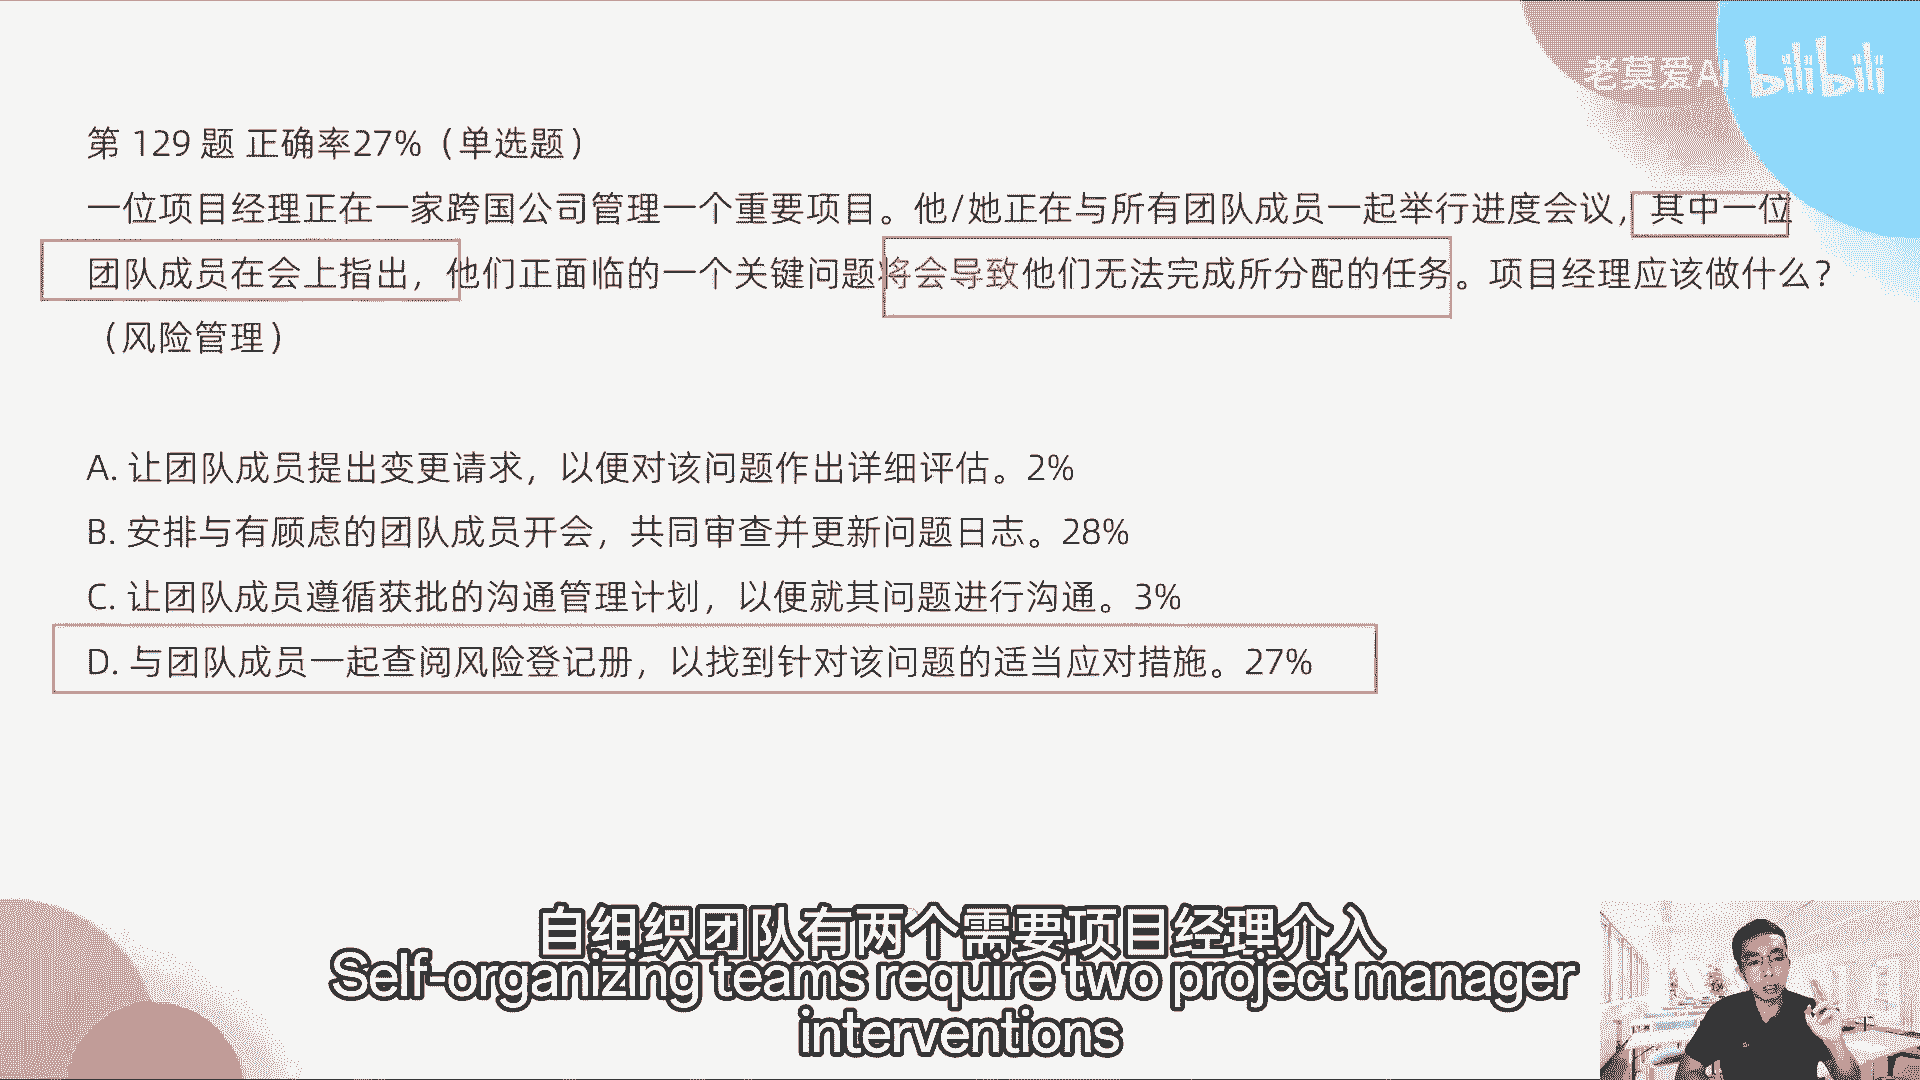 老莫爱AI bilibili
第 129 题 正确率27%（单选题）
一位项目经理正在一家跨国公司管理一个重要项目。他/她正在与所有团队成员一起举行进度会议，其中一位
团队成员在会上指出，他们正面临的一个关键问题将会导致他们无法完成所分配的任务。项目经理应该做什么？
（风险管理）
A. 让团队成员提出变更请求，以便对该问题作出详细评估。2%
B. 安排与有顾虑的团队成员开会，共同审查并更新问题日志。28%
C. 让团队成员遵循获批的沟通管理计划，以便就其问题进行沟通。3%
D. 与团队成员一起查阅风险登记册，以找到针对该问题的适当应对措施。27%
自组织团队有两个需要项目经理介入
Self-organizing teams require two project manager
interventions